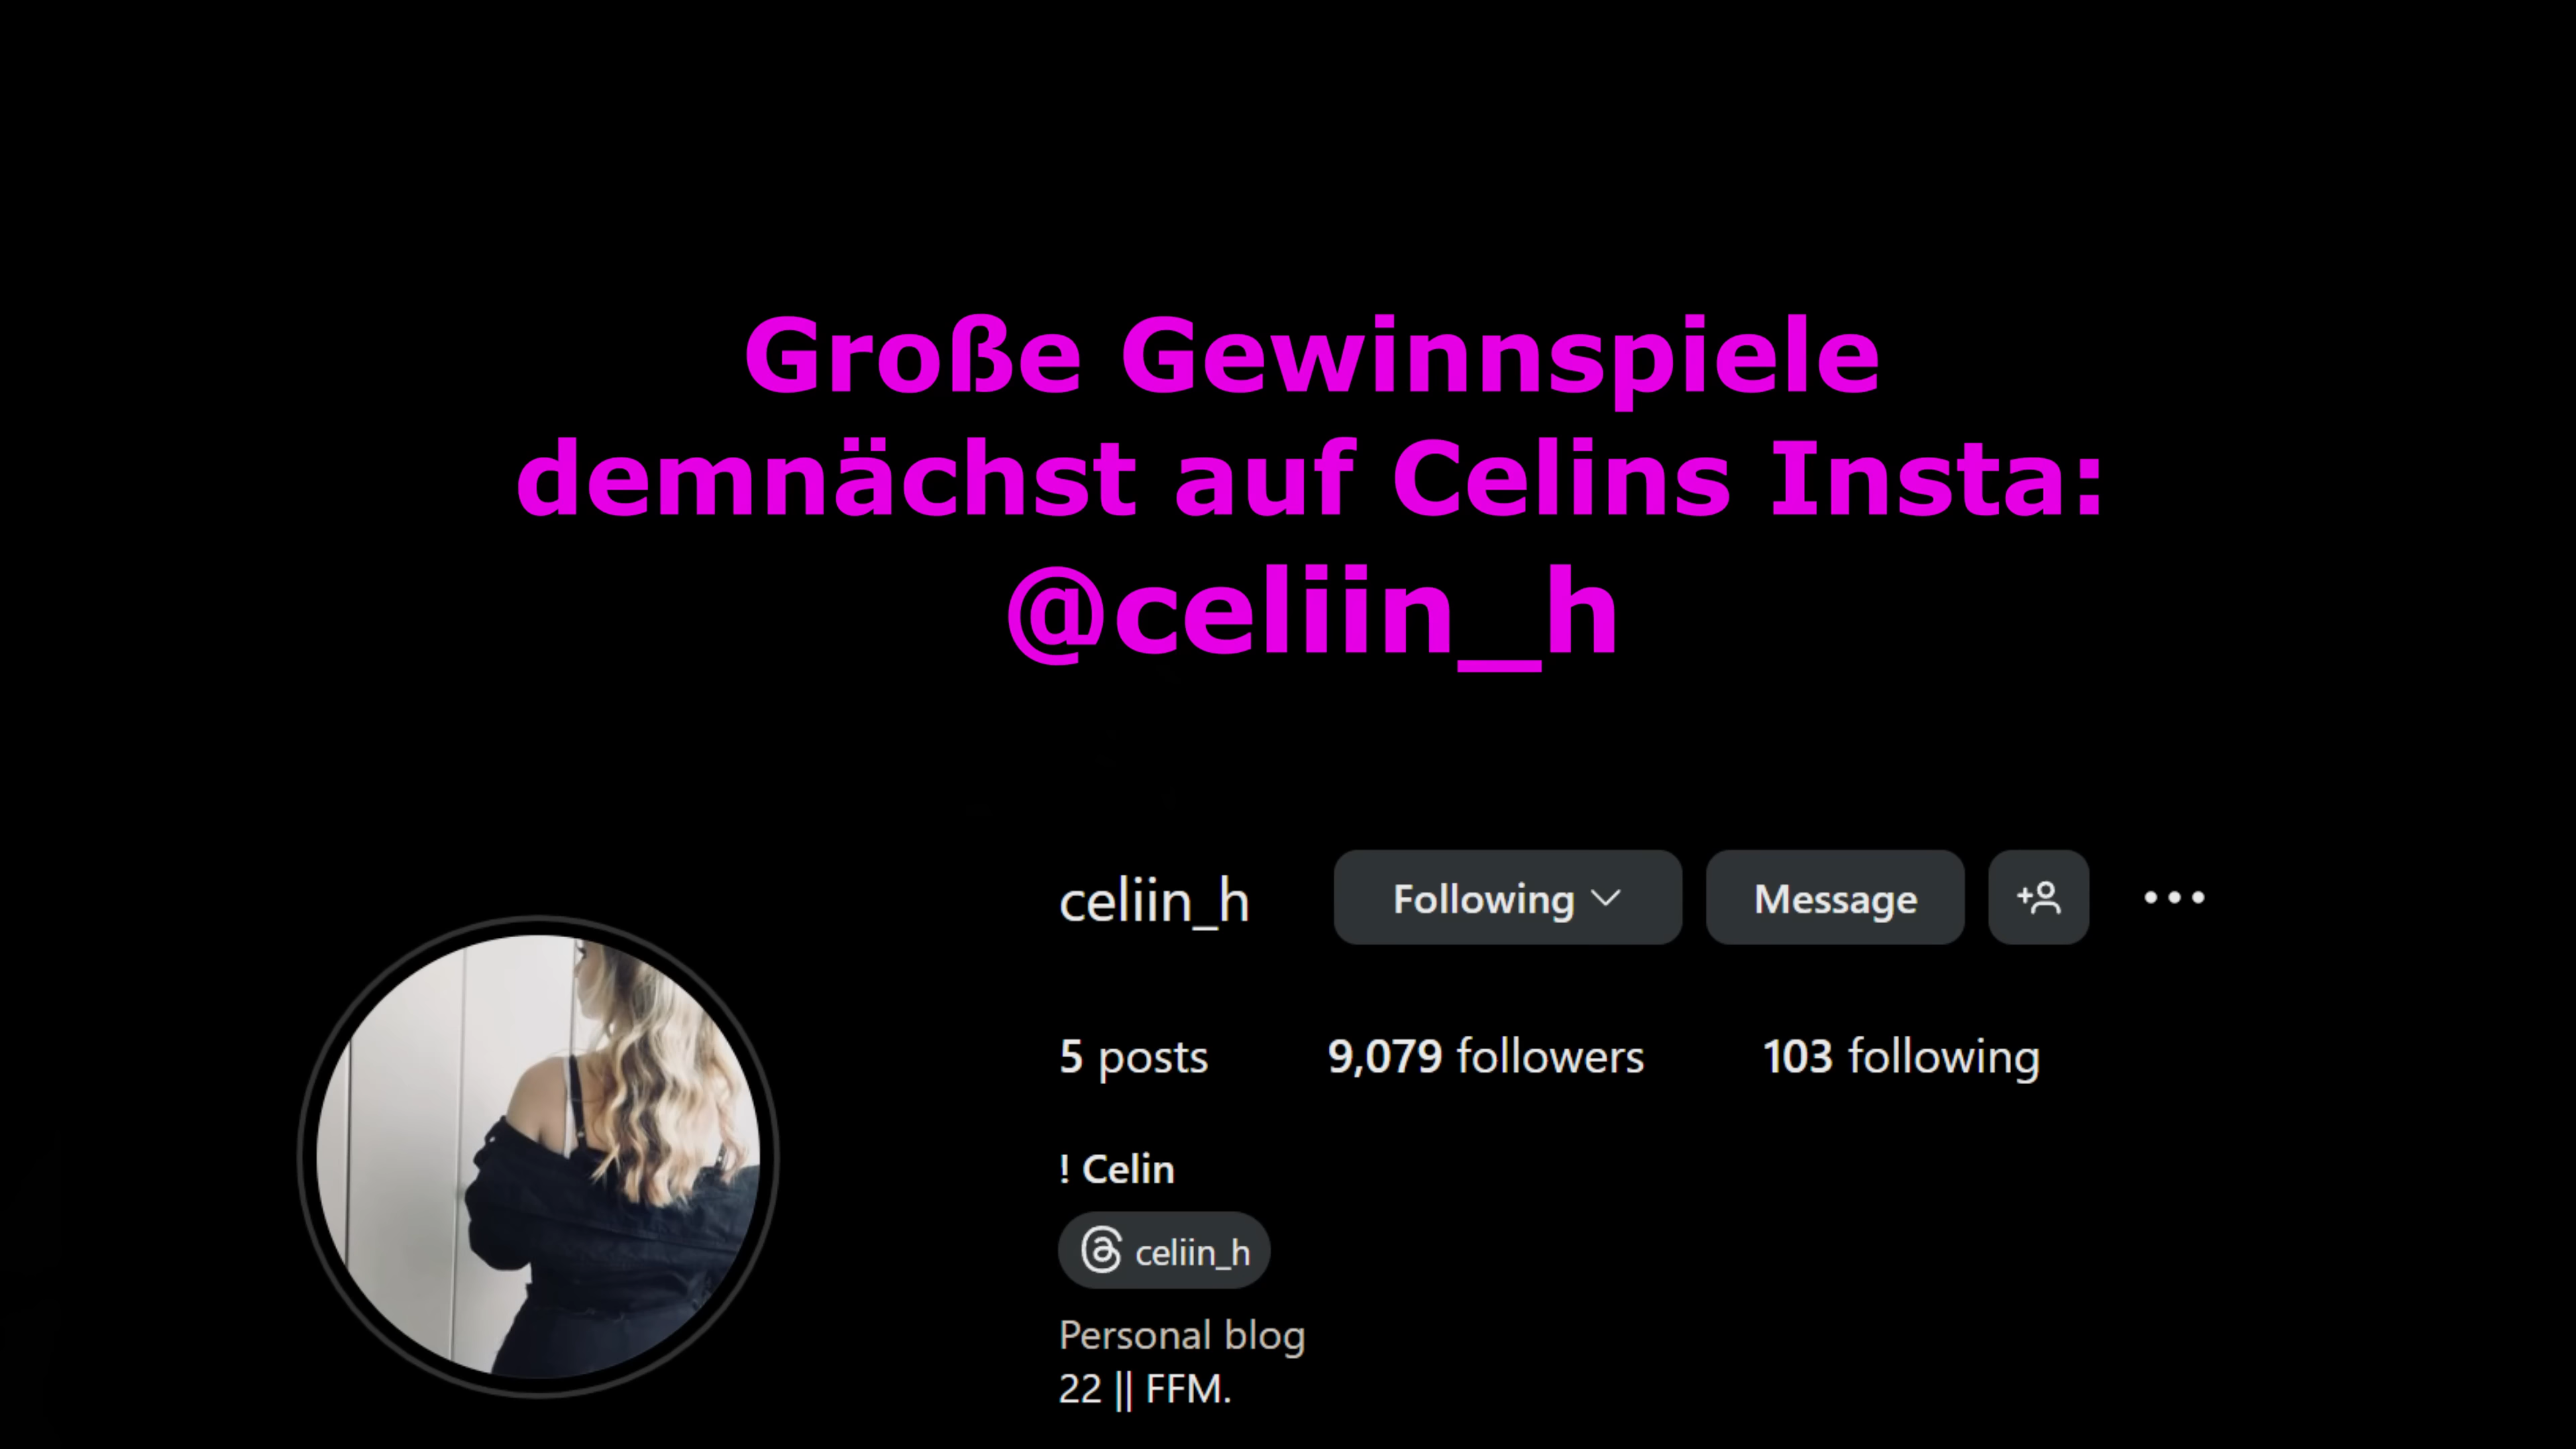 Große Gewinnspiele
demnächst auf Celins Insta:
@celiin_h
celiin_h Following Message
5 posts 9,079 followers 103 following
! Celin
celiin_h
Personal blog
22 || FFM.